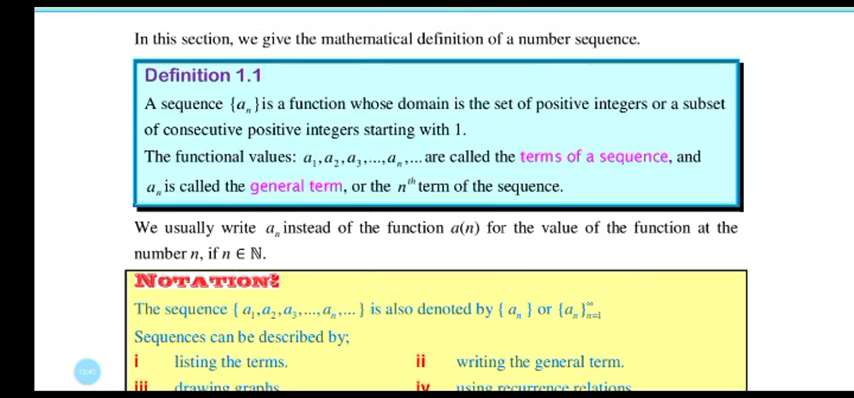 In this section, we give the mathematical definition of a number sequence.
Definition 1.1
A sequence {aₙ}is a function whose domain is the set of positive integers or a subset
of consecutive positive integers starting with 1.
The functional values: a₁,a₂,a₃,...,aₙ,... are called the terms of a sequence, and
aₙ is called the general term, or the nᵗʰ term of the sequence.
We usually write aₙ instead of the function a(n) for the value of the function at the
number n, if n ∈ ℕ.
NOTATION:
The sequence { a₁,a₂,a₃,...,aₙ,... } is also denoted by { aₙ } or {aₙ}ₙ₌₁^∞
Sequences can be described by;
i listing the terms. ii writing the general term.
iii drawing graphs iv using recurrence relations
12:41